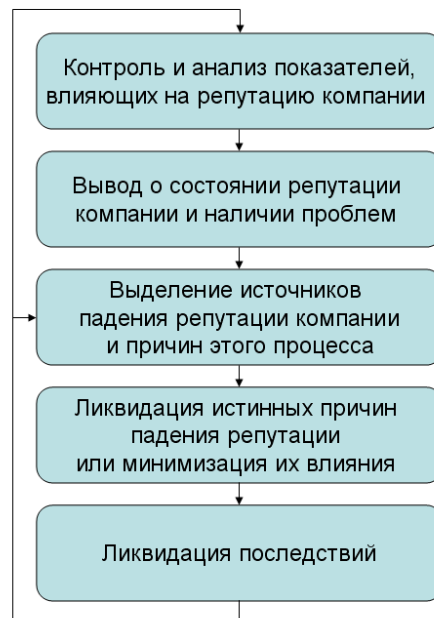 Контроль и анализ показателей,
влияющих на репутацию компании
Вывод о состоянии репутации
компании и наличии проблем
Выделение источников
падения репутации компании
и причин этого процесса
Ликвидация истинных причин
падения репутации
или минимизация их влияния
Ликвидация последствий